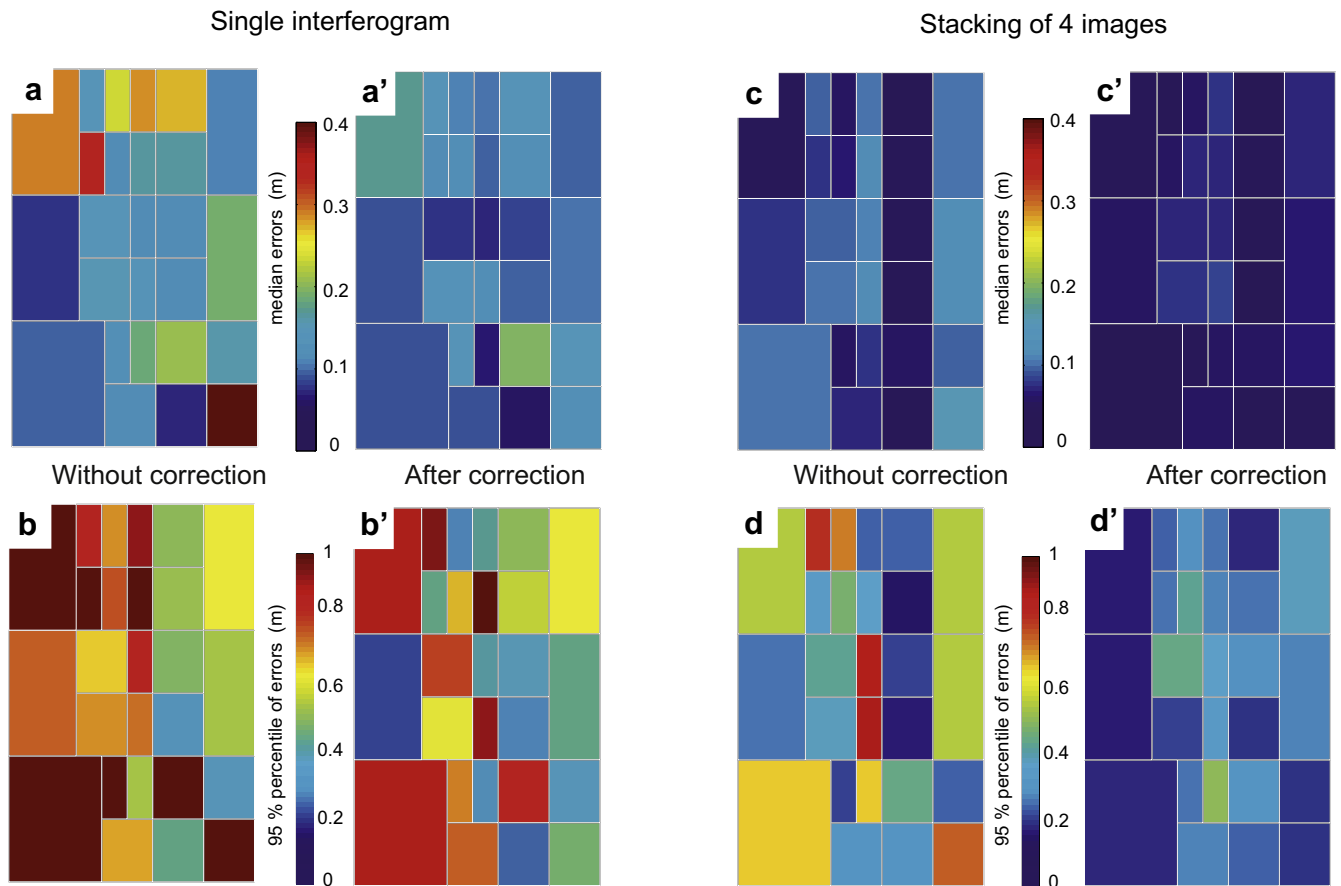 Single interferogram
Stacking of 4 images
a
a’
c
c’
0.4
0.3
0.2
0.1
0
median errors (m)
0.4
0.3
0.2
0.1
0
median errors (m)
Without correction
After correction
Without correction
After correction
b
b’
d
d’
1
0.8
0.6
0.4
0.2
0
95 % percentile of errors (m)
1
0.8
0.6
0.4
0.2
0
95 % percentile of errors (m)